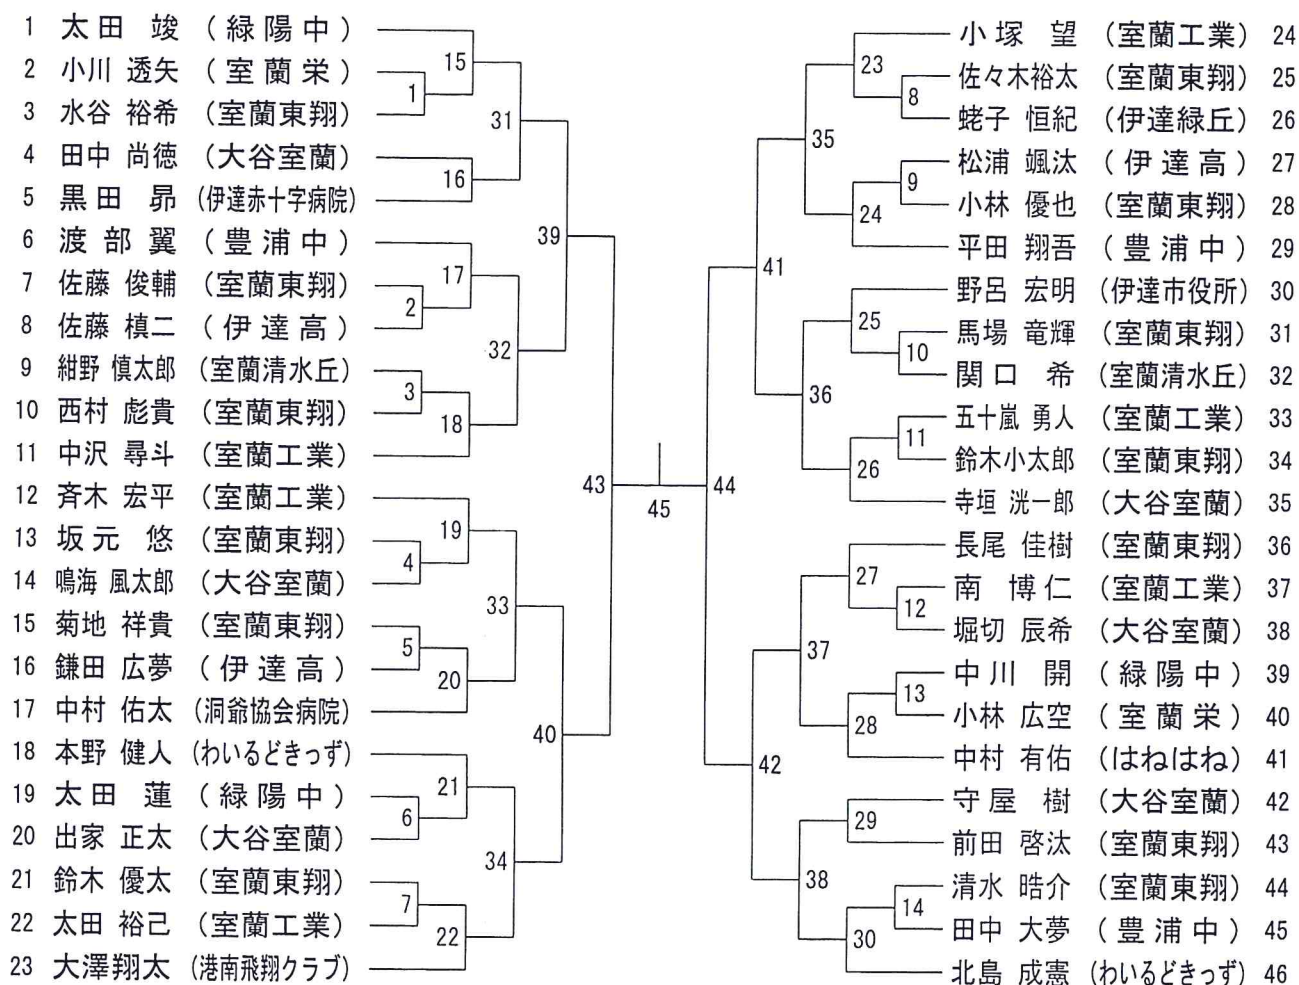 1 太田 竣 (緑陽中)
2 小川 透矢 (室蘭栄)
3 水谷 裕希 (室蘭東翔)
4 田中 尚徳 (大谷室蘭)
5 黒田 昴 (伊達赤十字病院)
6 渡部 翼 (豊浦中)
7 佐藤 俊輔 (室蘭東翔)
8 佐藤 槙二 (伊達高)
9 紺野 慎太郎 (室蘭清水丘)
10 西村 彪貴 (室蘭東翔)
11 中沢 尋斗 (室蘭工業)
12 斉木 宏平 (室蘭工業)
13 坂元 悠 (室蘭東翔)
14 鳴海 風太郎 (大谷室蘭)
15 菊地 祥貴 (室蘭東翔)
16 鎌田 広夢 (伊達高)
17 中村 佑太 (洞爺協会病院)
18 本野 健人 (わいるどきっず)
19 太田 蓮 (緑陽中)
20 出家 正太 (大谷室蘭)
21 鈴木 優太 (室蘭東翔)
22 太田 裕己 (室蘭工業)
23 大澤翔太 (港南飛翔クラブ)
15
1
31
16
39
17
2
32
3
18
43
19
4
33
5
20
40
21
6
34
7
22
45
44
23
8
35
9
24
41
25
10
36
11
26
27
12
37
13
28
42
29
38
14
30
小塚 望 (室蘭工業) 24
佐々木裕太 (室蘭東翔) 25
蛯子 恒紀 (伊達緑丘) 26
松浦 颯汰 (伊達高) 27
小林 優也 (室蘭東翔) 28
平田 翔吾 (豊浦中) 29
野呂 宏明 (伊達市役所) 30
馬場 竜輝 (室蘭東翔) 31
関口 希 (室蘭清水丘) 32
五十嵐 勇人 (室蘭工業) 33
鈴木小太郎 (室蘭東翔) 34
寺垣 洸一郎 (大谷室蘭) 35
長尾 佳樹 (室蘭東翔) 36
南 博仁 (室蘭工業) 37
堀切 辰希 (大谷室蘭) 38
中川 開 (緑陽中) 39
小林 広空 (室蘭栄) 40
中村 有佑 (はねはね) 41
守屋 樹 (大谷室蘭) 42
前田 啓汰 (室蘭東翔) 43
清水 晧介 (室蘭東翔) 44
田中 大夢 (豊浦中) 45
北島 成憲 (わいるどきっず) 46